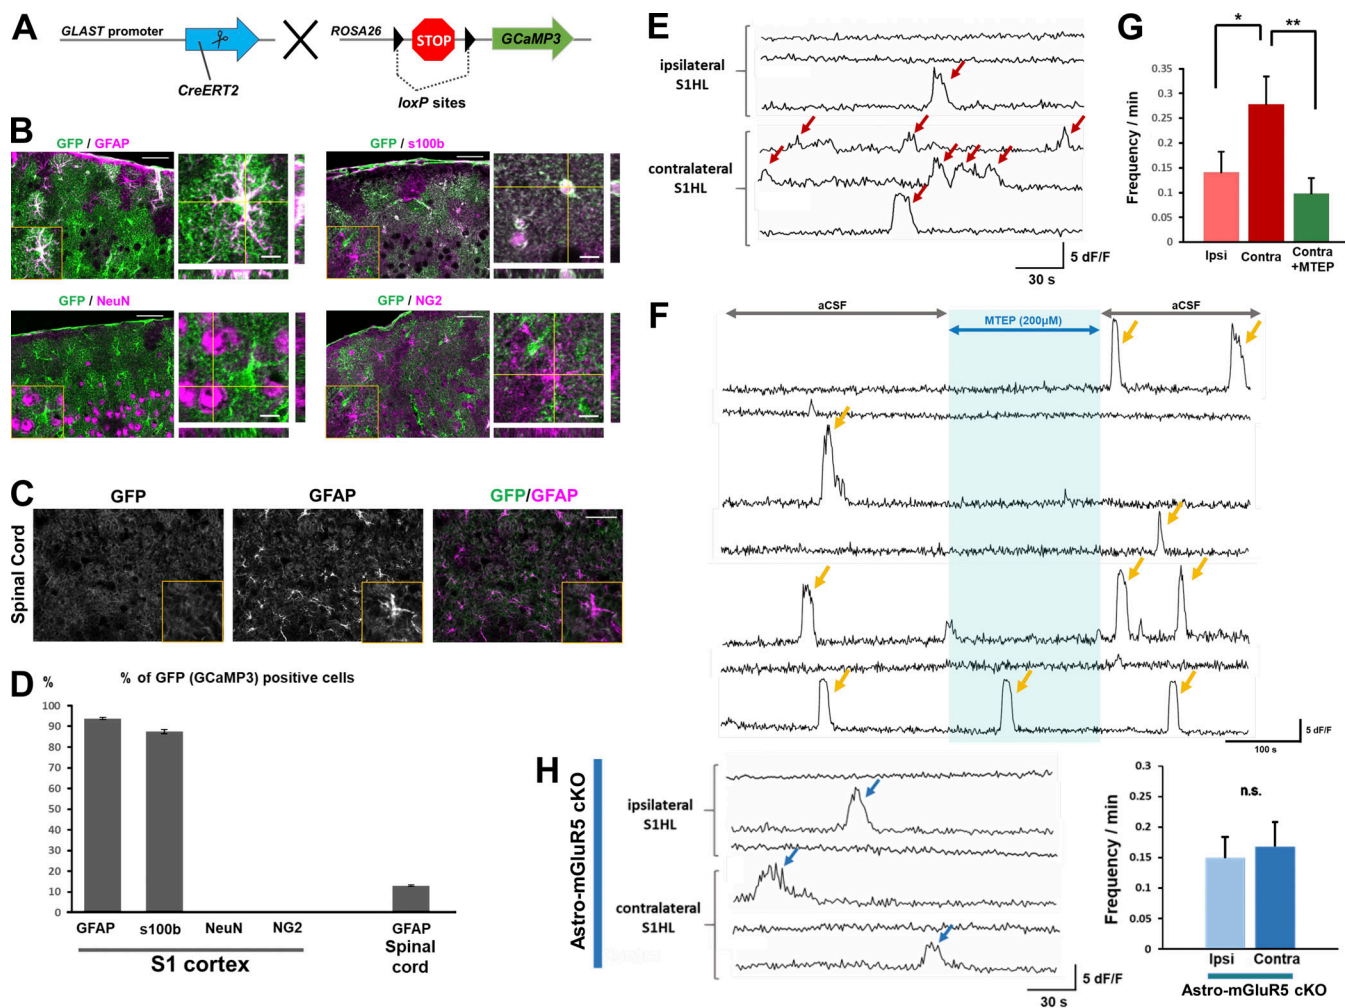 A
GLAST promoter
CreERT2
ROSA26
STOP
GCaMP3
loxP sites
B
GFP / GFAP
GFP / s100b
GFP / NeuN
GFP / NG2
C
GFP
GFAP
GFP/GFAP
Spinal Cord
D
%
% of GFP (GCaMP3) positive cells
100
90
80
70
60
50
40
30
20
10
0
GFAP
s100b
NeuN
NG2
GFAP
Spinal
cord
S1 cortex
E
ipsilateral
S1HL
contralateral
S1HL
5 dF/F
30 s
G
*
**
Frequency / min
0.35
0.3
0.25
0.2
0.15
0.1
0.05
0
Ipsi
Contra
Contra
+MTEP
F
aCSF
MTEP (200μM)
aCSF
5 dF/F
100 s
H
Astro-mGluR5 cKO
ipsilateral
S1HL
contralateral
S1HL
5 dF/F
30 s
Frequency / min
0.3
0.25
0.2
0.15
0.1
0.05
0
n.s.
Ipsi
Contra
Astro-mGluR5 cKO